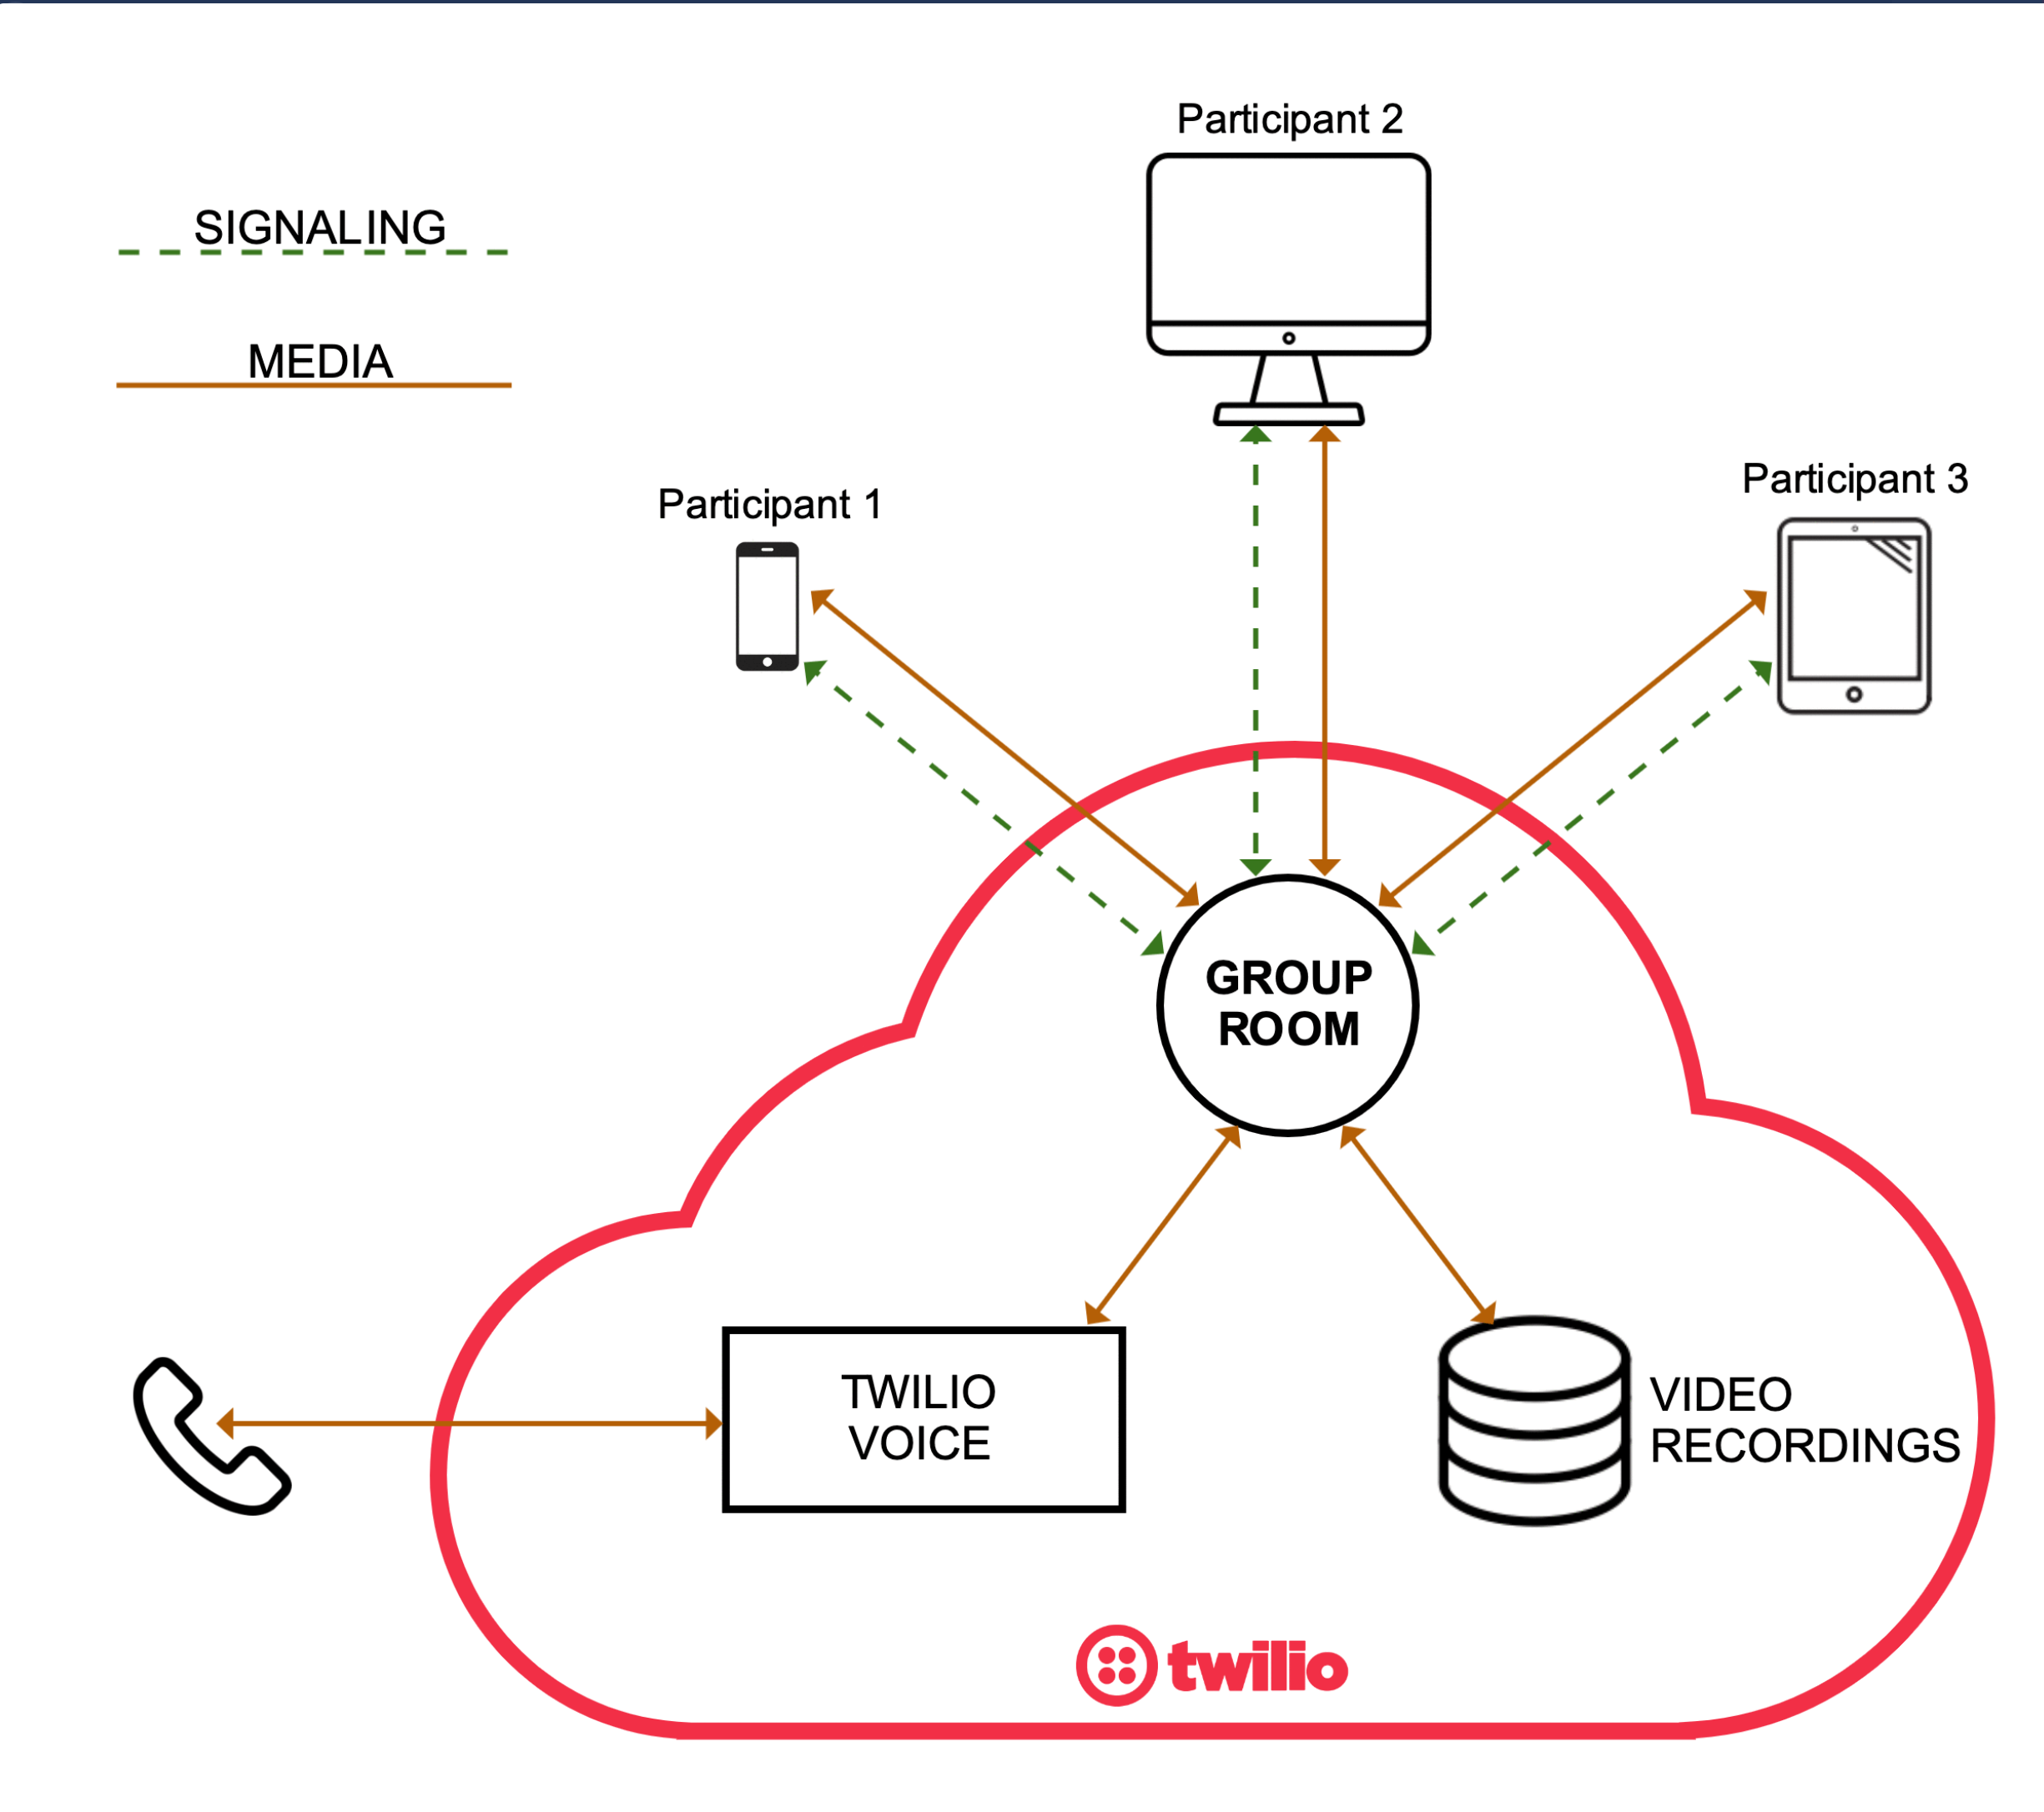 Participant 2
SIGNALING
MEDIA
Participant 3
Participant 1
GROUP
ROOM
TWILIO
VOICE
VIDEO
RECORDINGS
twilio